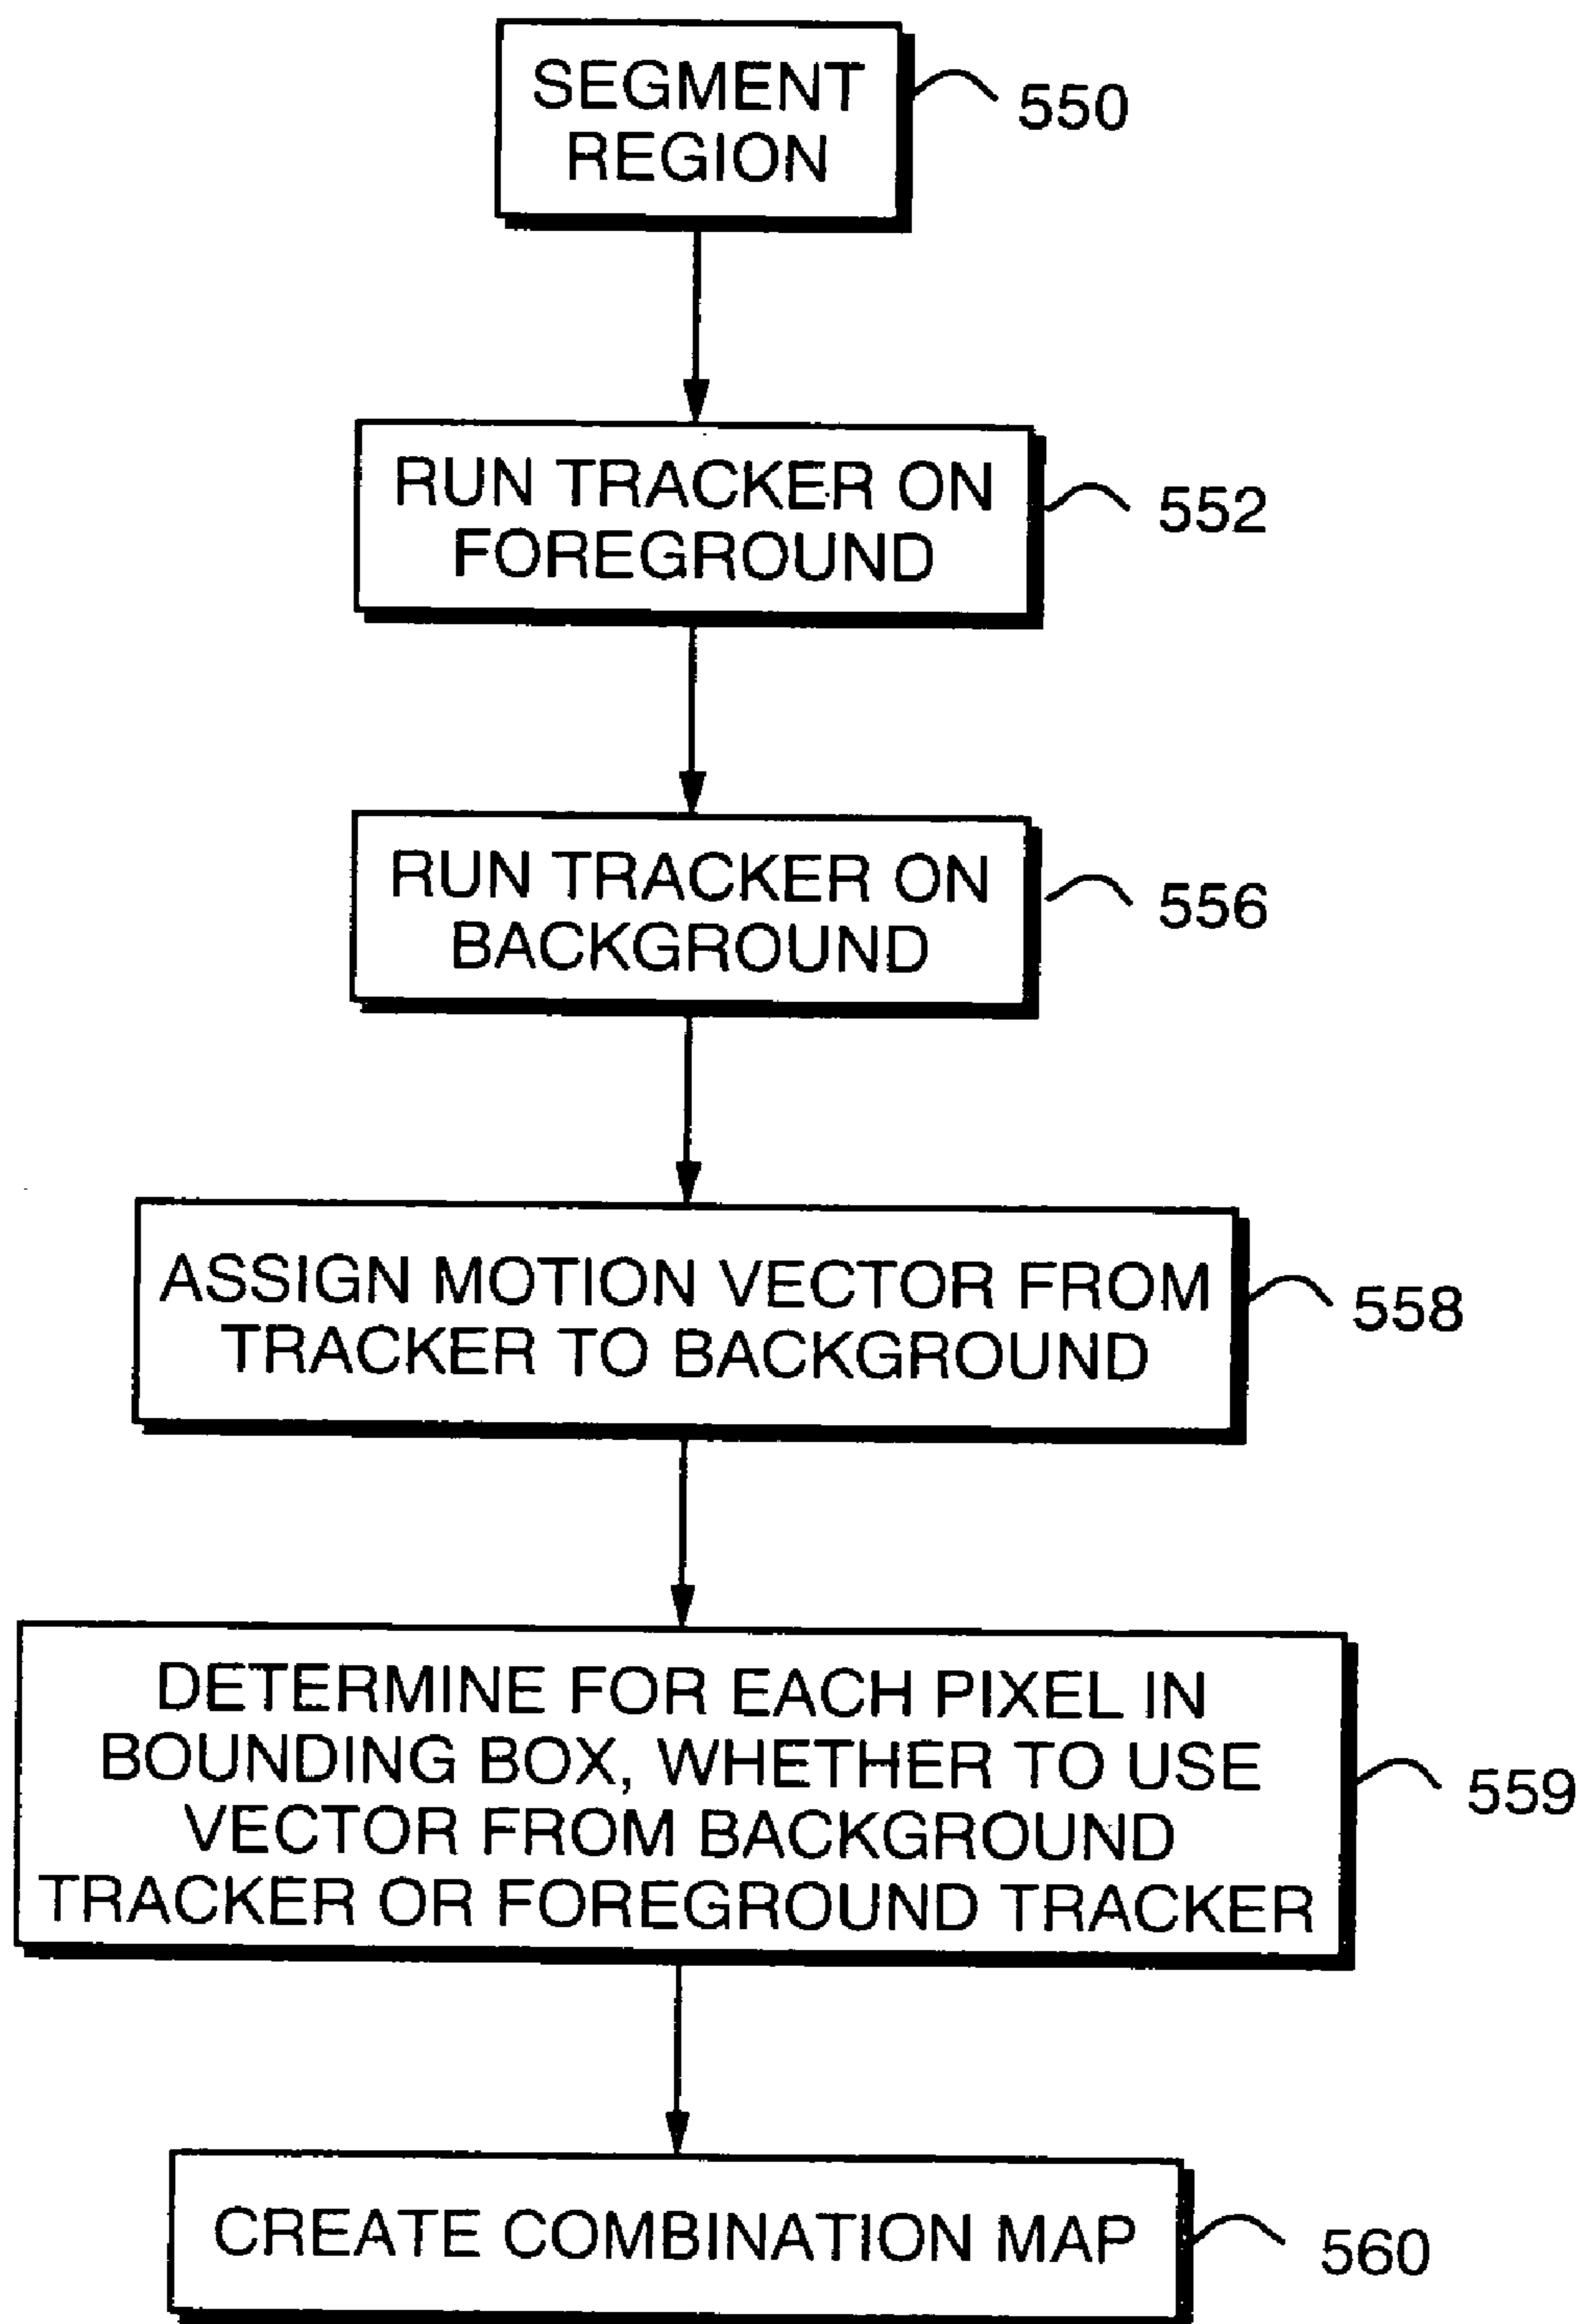 SEGMENT
REGION
550
RUN TRACKER ON
FOREGROUND
552
RUN TRACKER ON
BACKGROUND
556
ASSIGN MOTION VECTOR FROM
TRACKER TO BACKGROUND
558
DETERMINE FOR EACH PIXEL IN
BOUNDING BOX, WHETHER TO USE
VECTOR FROM BACKGROUND
TRACKER OR FOREGROUND TRACKER
559
CREATE COMBINATION MAP
560